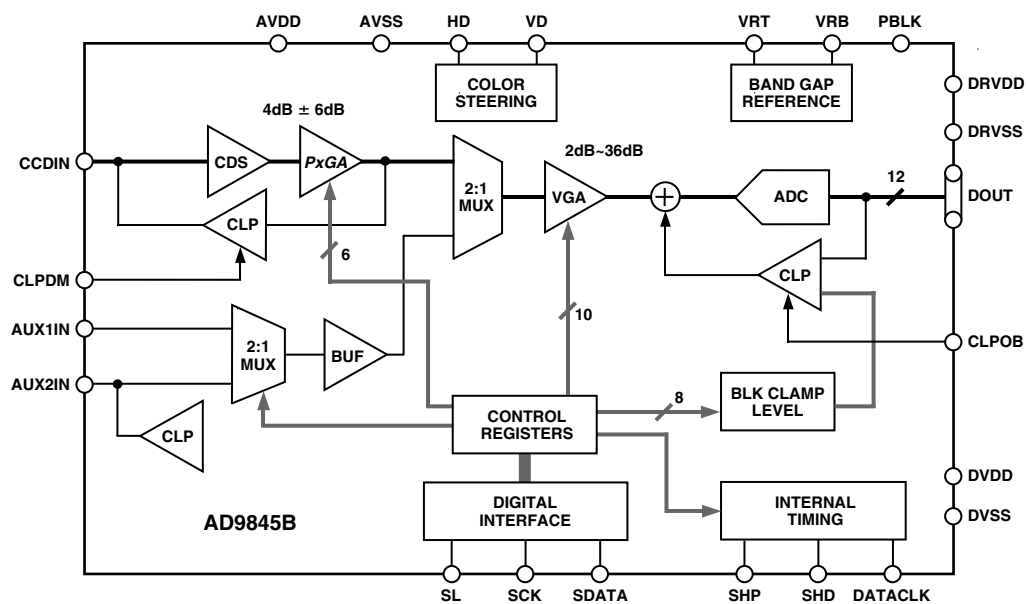 AVDD AVSS HD VD VRT VRB PBLK
COLOR
STEERING
BAND GAP
REFERENCE
DRVDD
4dB ± 6dB
DRVSS
2dB~36dB
CCDIN
CDS
PxGA
2:1
MUX
VGA
ADC
12
DOUT
CLP
6
CLPDM
CLP
10
AUX1IN
2:1
MUX
BUF
CLPOB
AUX2IN
CLP
CONTROL
REGISTERS
8
BLK CLAMP
LEVEL
DVDD
DIGITAL
INTERFACE
INTERNAL
TIMING
DVSS
AD9845B
SL SCK SDATA SHP SHD DATACLK